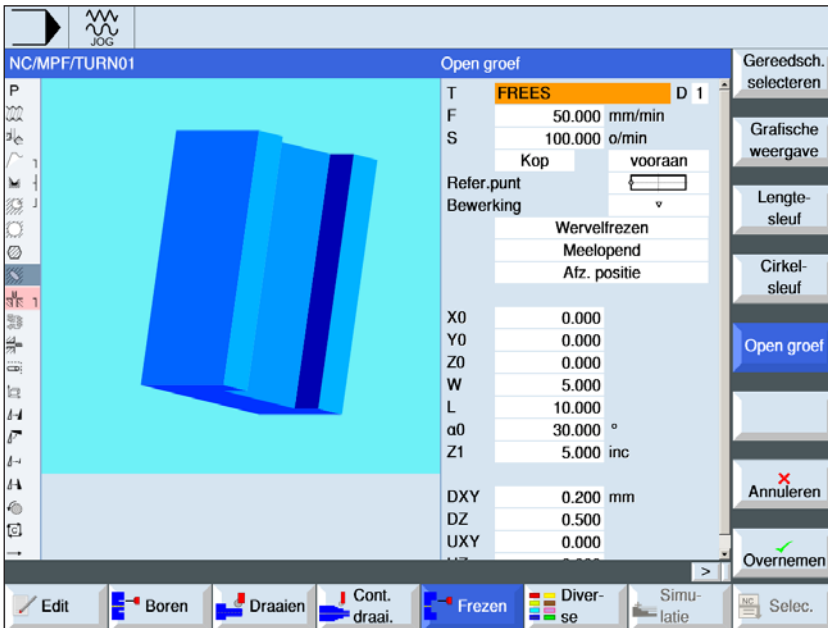 JOG
NC/MPF/TURN01
Open groef
T FREES D 1
F 50.000 mm/min
S 100.000 o/min
Kop vooraan
Refer.punt
Bewerking ▿
Wervelfrezen
Meelopend
Afz. positie
X0 0.000
Y0 0.000
Z0 0.000
W 5.000
L 10.000
α0 30.000 °
Z1 5.000 inc
DXY 0.200 mm
DZ 0.500
UXY 0.000
P
Gereedsch.
selecteren
Grafische
weergave
Lengte-
sleuf
Cirkel-
sleuf
Open groef
Annuleren
Overnemen
>
Edit
Boren
Draaien
Cont.
draai.
Frezen
Diver-
se
Simu-
latie
NC
Selec.